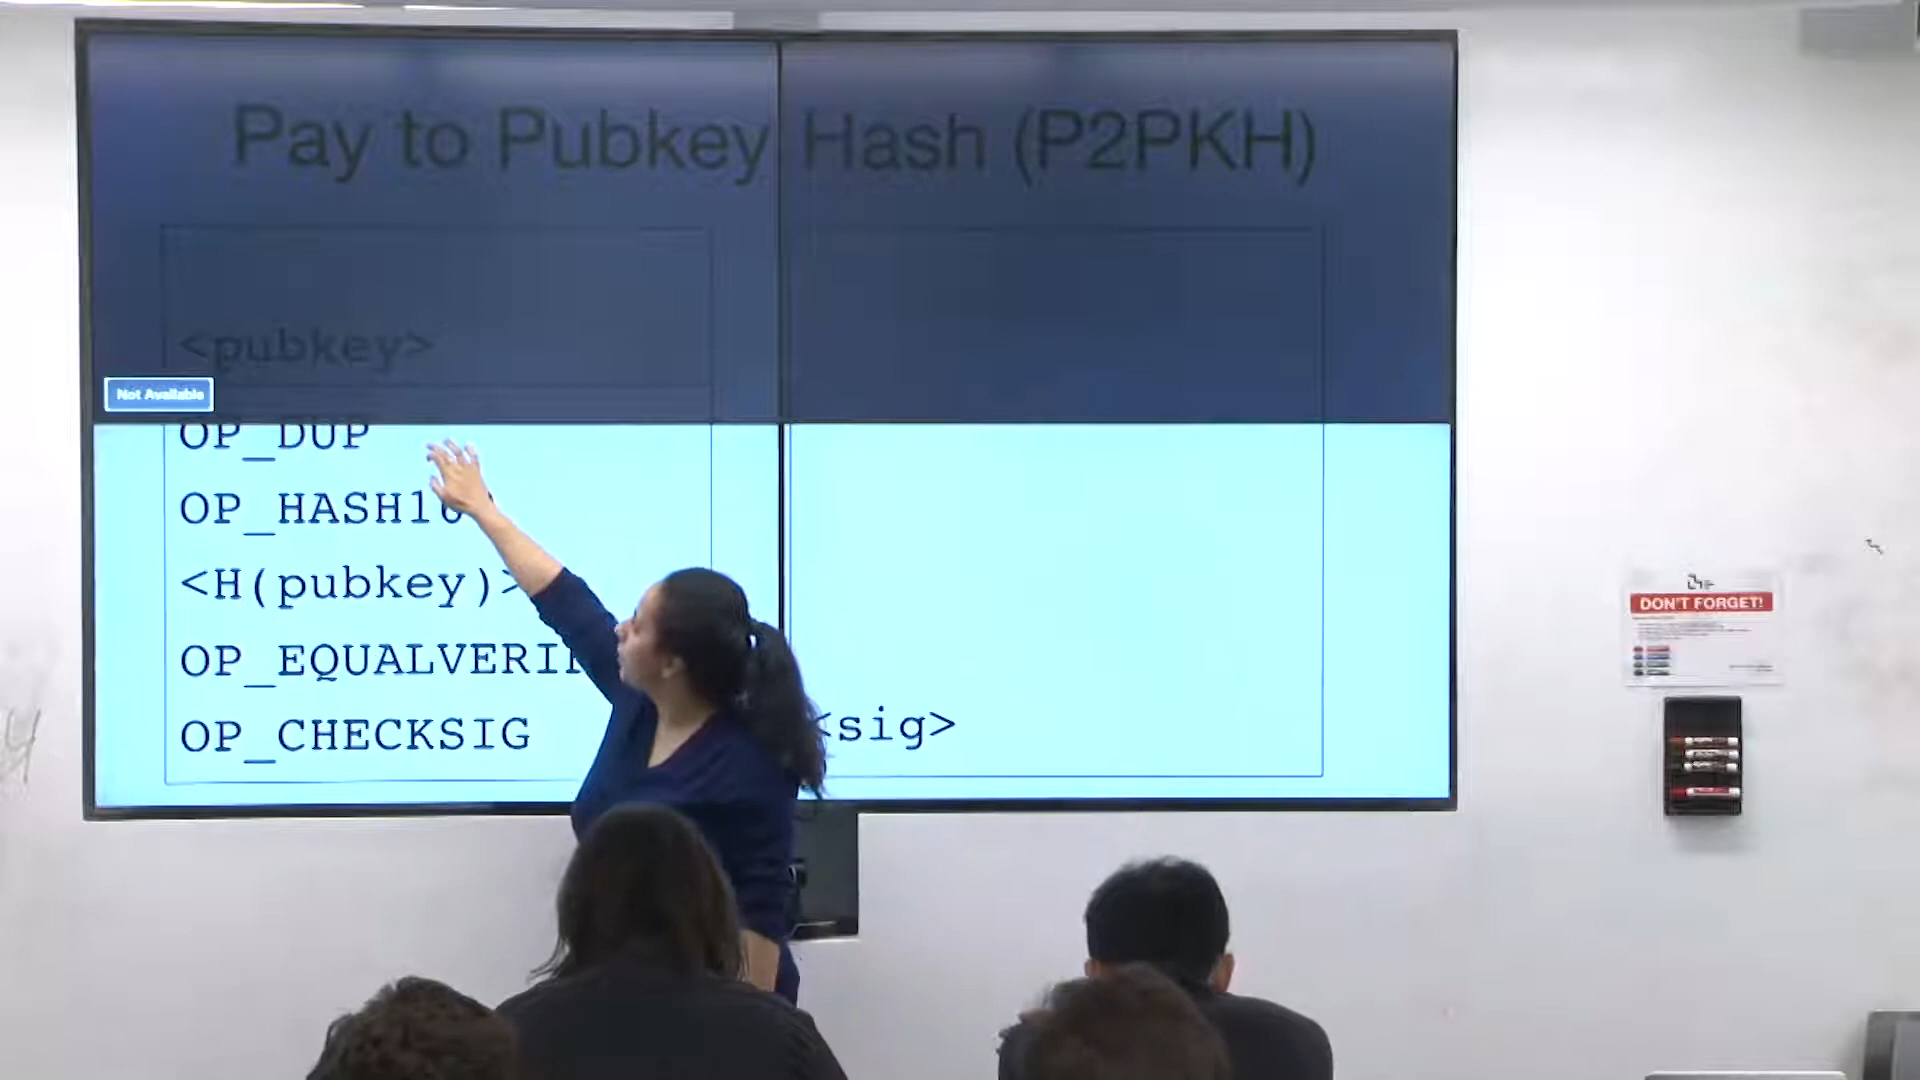 Pay to Pubkey Hash (P2PKH)
<pubkey>
Not Available
OP_DUP
OP_HASH16
<H(pubkey)>
OP_EQUALVERI
OP_CHECKSIG
<sig>
DON'T FORGET!